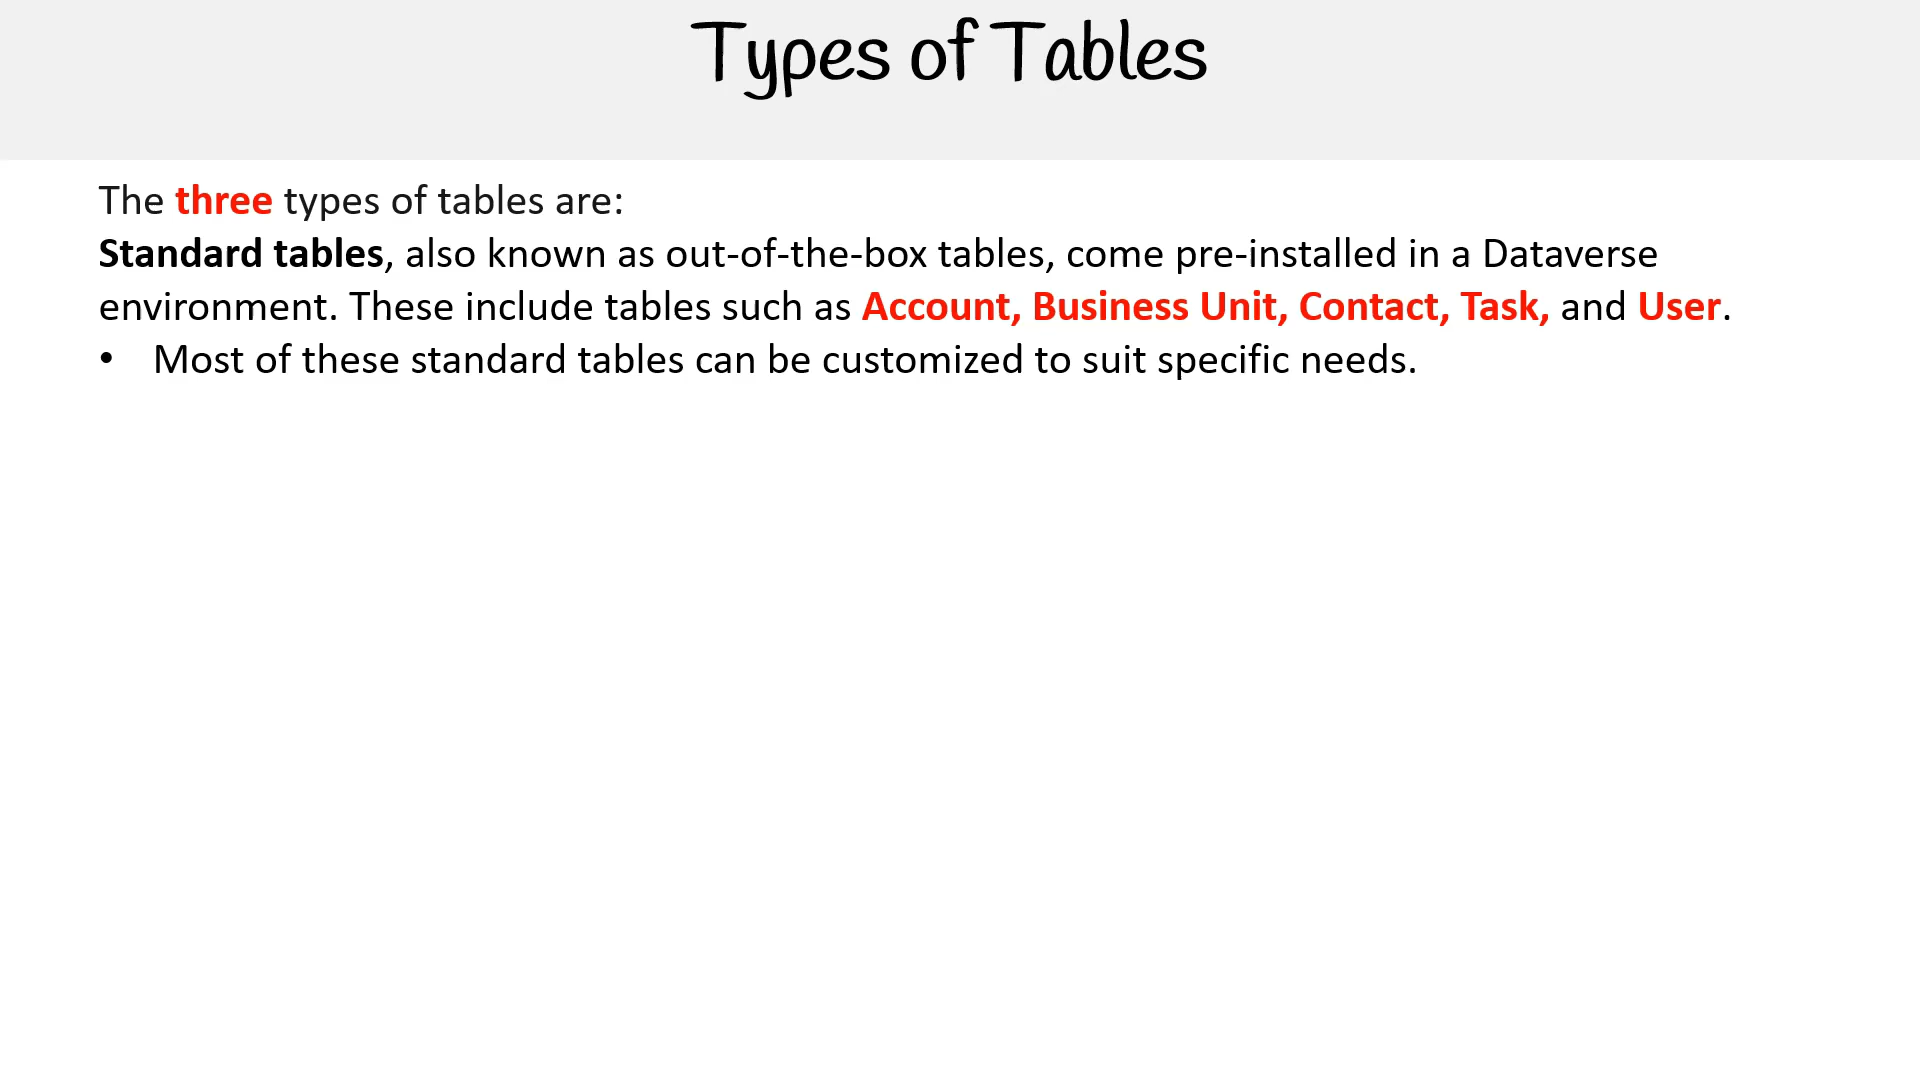 Types of Tables
The three types of tables are:
Standard tables, also known as out-of-the-box tables, come pre-installed in a Dataverse
environment. These include tables such as Account, Business Unit, Contact, Task, and User.
• Most of these standard tables can be customized to suit specific needs.